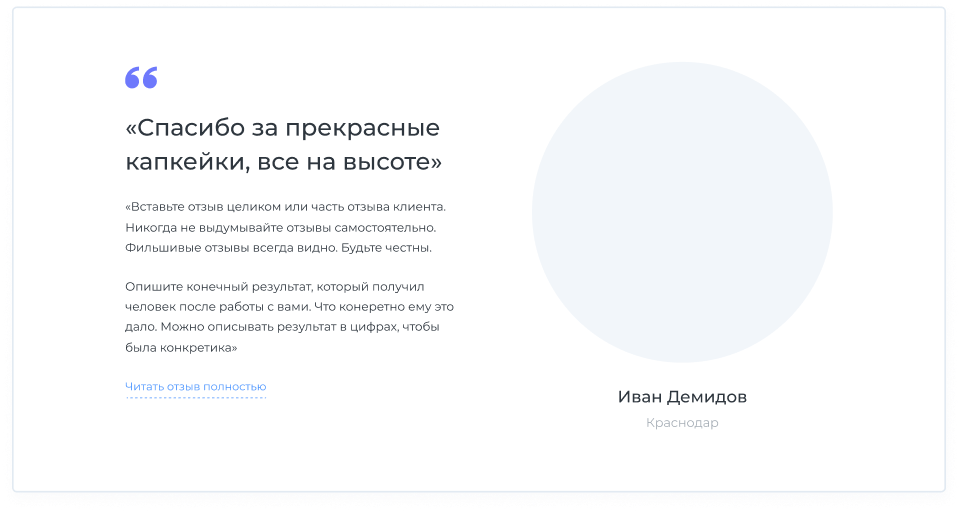 «Спасибо за прекрасные
капкейки, все на высоте»
«Вставьте отзыв целиком или часть отзыва клиента.
Никогда не выдумывайте отзывы самостоятельно.
Фильшивые отзывы всегда видно. Будьте честны.
Опишите конечный результат, который получил
человек после работы с вами. Что конеретно ему это
дало. Можно описывать результат в цифрах, чтобы
была конкретика»
Читать отзыв полностью
Иван Демидов
Краснодар